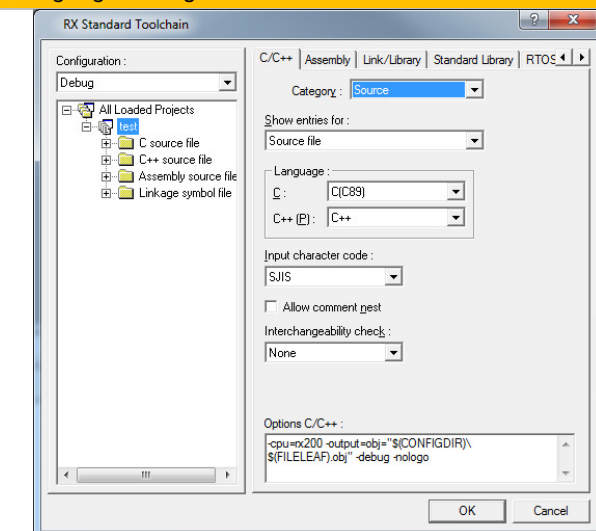 RX Standard Toolchain
Configuration :
Debug
All Loaded Projects
test
C source file
C++ source file
Assembly source file
Linkage symbol file
C/C++
Assembly
Link/Library
Standard Library
RTOS
Category :
Source
Show entries for :
Source file
Language :
C :
C(C89)
C++ (P) :
C++
Input character code :
SJIS
Allow comment nest
Interchangeability check :
None
Options C/C++ :
-cpu=rx200 -output=obj="$(CONFIGDIR)\
$(FILELEAF).obj" -debug -nologo
OK
Cancel